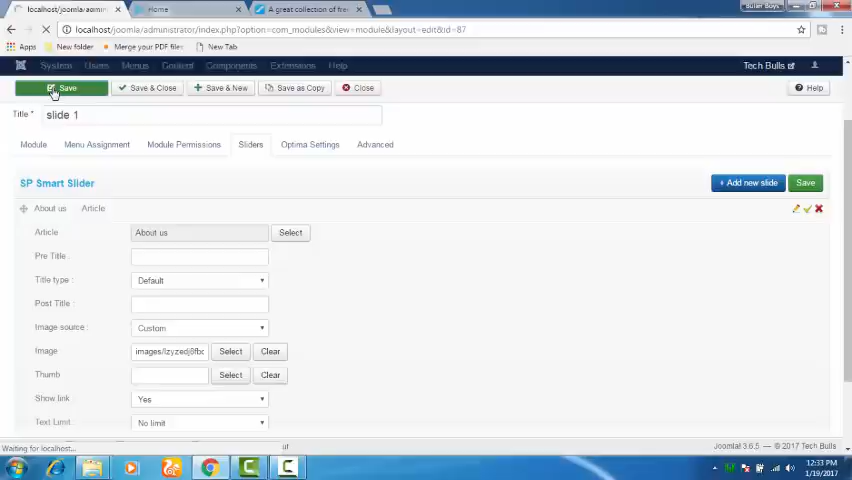 localhost/joomla/admini
Home
A great collection of fre
Buller Boys
localhost/joomla/administrator/index.php?option=com_modules&view=module&layout=edit&id=87
Apps
New folder
Merge your PDF files
New Tab
System
Users
Menus
Content
Components
Extensions
Help
Tech Bulls
Save
Save & Close
Save & New
Save as Copy
Close
Help
Title *
slide 1
Module
Menu Assignment
Module Permissions
Sliders
Optima Settings
Advanced
SP Smart Slider
+ Add new slide
Save
About us
Article
Article
About us
Select
Pre Title
Title type :
Default
Post Title
Image source :
Custom
Image
Select
Clear
Thumb
Select
Clear
Show link
Yes
Text Limit :
No limit
Waiting for localhost...
Joomla! 3.6.5 — © 2017 Tech Bulls
12:33 PM
1/19/2017